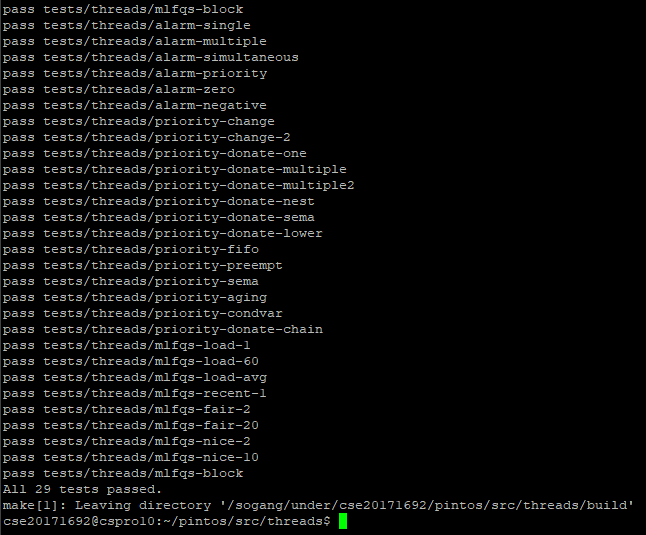 pass tests/threads/mlfqs-block
pass tests/threads/alarm-single
pass tests/threads/alarm-multiple
pass tests/threads/alarm-simultaneous
pass tests/threads/alarm-priority
pass tests/threads/alarm-zero
pass tests/threads/alarm-negative
pass tests/threads/priority-change
pass tests/threads/priority-change-2
pass tests/threads/priority-donate-one
pass tests/threads/priority-donate-multiple
pass tests/threads/priority-donate-multiple2
pass tests/threads/priority-donate-nest
pass tests/threads/priority-donate-sema
pass tests/threads/priority-donate-lower
pass tests/threads/priority-fifo
pass tests/threads/priority-preempt
pass tests/threads/priority-sema
pass tests/threads/priority-aging
pass tests/threads/priority-condvar
pass tests/threads/priority-donate-chain
pass tests/threads/mlfqs-load-1
pass tests/threads/mlfqs-load-60
pass tests/threads/mlfqs-load-avg
pass tests/threads/mlfqs-recent-1
pass tests/threads/mlfqs-fair-2
pass tests/threads/mlfqs-fair-20
pass tests/threads/mlfqs-nice-2
pass tests/threads/mlfqs-nice-10
pass tests/threads/mlfqs-block
All 29 tests passed.
make[1]: Leaving directory '/sogang/under/cse20171692/pintos/src/threads/build'
cse20171692@cspro10:~/pintos/src/threads$